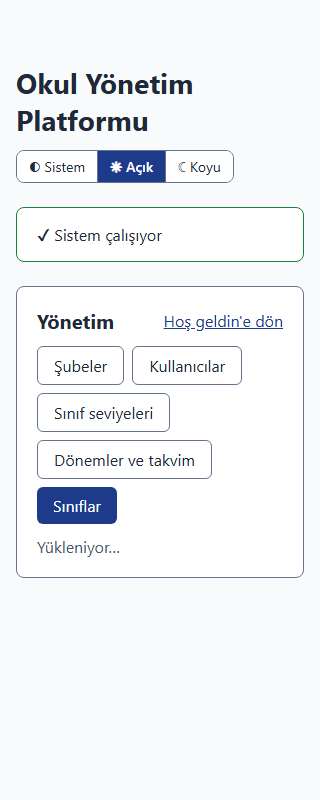 Okul Yönetim
Platformu
Sistem Açık Koyu
✓ Sistem çalışıyor
Yönetim Hoş geldin'e dön
Şubeler Kullanıcılar
Sınıf seviyeleri
Dönemler ve takvim
Sınıflar
Yükleniyor...